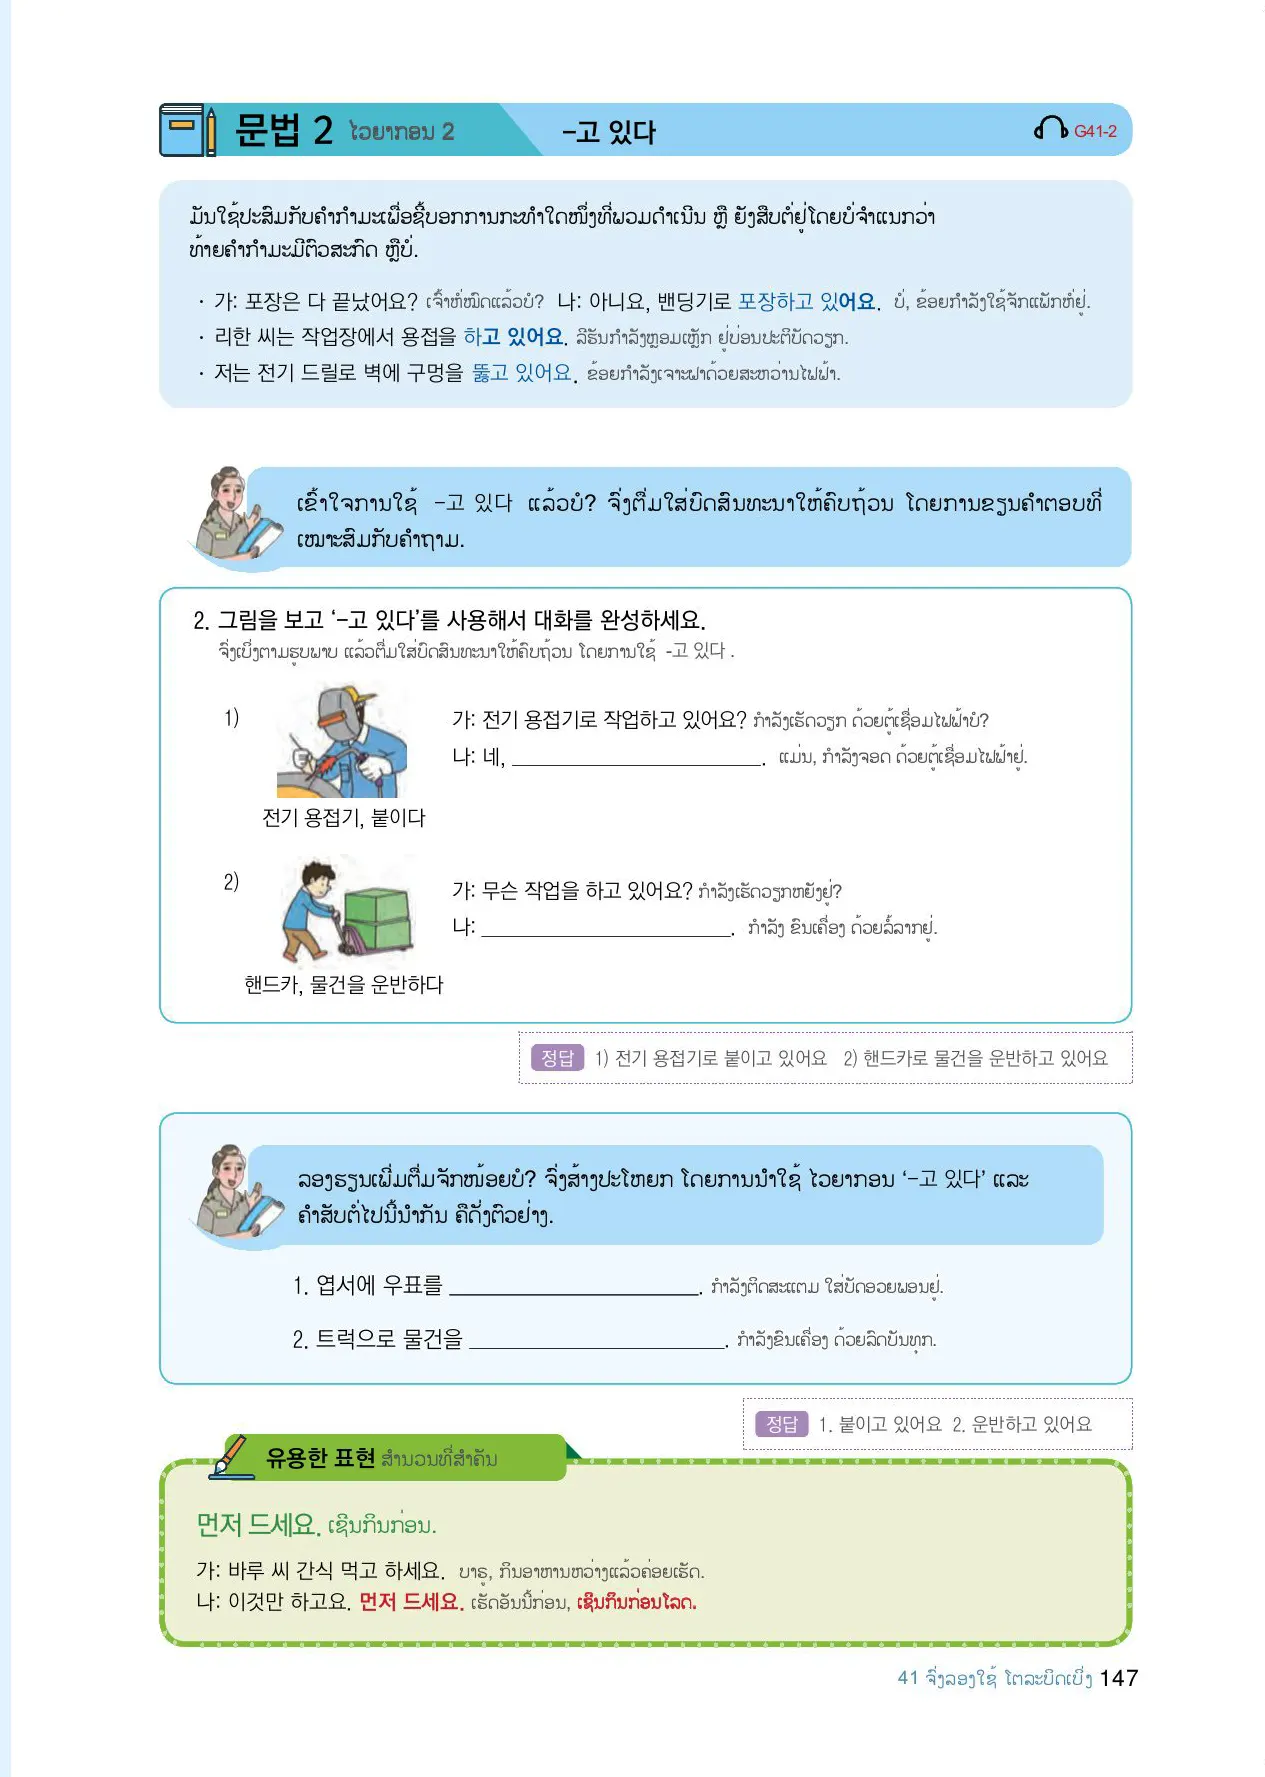 문법 2 ໄວຍາກອນ 2 -고 있다 G41-2
ມັນໃຊ້ປະສົມກັບຄຳກຳມະເພື່ອຊີ້ບອກການກະທຳໃດໜຶ່ງທີ່ພວມດຳເນີນ ຫຼື ຍັງສືບຕໍ່ຢູ່ໂດຍບໍ່ຈຳແນກວ່າ
ທ້າຍຄຳກຳມະມີຕົວສະກົດ ຫຼືບໍ່.
· 가: 포장은 다 끝났어요? ເຈົ້າຫໍ່ໝົດແລ້ວບໍ? 나: 아니요, 밴딩기로 포장하고 있어요. ບໍ່, ຂ້ອຍກຳລັງໃຊ້ຈັກແພັກຫໍ່ຢູ່.
· 리한 씨는 작업장에서 용접을 하고 있어요. ລີຮັນກຳລັງຫຼອມເຫຼັກ ຢູ່ບ່ອນປະຕິບັດວຽກ.
· 저는 전기 드릴로 벽에 구멍을 뚫고 있어요. ຂ້ອຍກຳລັງເຈາະຝາດ້ວຍສະຫວ່ານໄຟຟ້າ.
ເຂົ້າໃຈການໃຊ້ -고 있다 ແລ້ວບໍ? ຈົ່ງຕື່ມໃສ່ບົດສົນທະນາໃຫ້ຄົບຖ້ວນ ໂດຍການຂຽນຄຳຕອບທີ່
ເໝາະສົມກັບຄຳຖາມ.
2. 그림을 보고 ‘-고 있다’를 사용해서 대화를 완성하세요.
ຈົ່ງເບິ່ງຕາມຮູບພາບ ແລ້ວຕື່ມໃສ່ບົດສົນທະນາໃຫ້ຄົບຖ້ວນ ໂດຍການໃຊ້ -고 있다 .
1)
가: 전기 용접기로 작업하고 있어요? ກຳລັງເຮັດວຽກ ດ້ວຍຕູ້ເຊື່ອມໄຟຟ້າບໍ?
나: 네, ____________________. ແມ່ນ, ກຳລັງຈອດ ດ້ວຍຕູ້ເຊື່ອມໄຟຟ້າຢູ່.
전기 용접기, 붙이다
2)
가: 무슨 작업을 하고 있어요? ກຳລັງເຮັດວຽກຫຍັງຢູ່?
나: ____________________. ກຳລັງ ຂົນເຄື່ອງ ດ້ວຍລໍ້ລາກຢູ່.
핸드카, 물건을 운반하다
정답 1) 전기 용접기로 붙이고 있어요 2) 핸드카로 물건을 운반하고 있어요
ລອງຮຽນເພີ່ມຕື່ມຈັກໜ້ອຍບໍ? ຈົ່ງສ້າງປະໂຫຍກ ໂດຍການນຳໃຊ້ ໄວຍາກອນ ‘-고 있다’ ແລະ
ຄຳສັບຕໍ່ໄປນີ້ນຳກັນ ຄືດັ່ງຕົວຢ່າງ.
1. 엽서에 우표를 ____________________. ກຳລັງຕິດສະແຕມ ໃສ່ບັດອວຍພອນຢູ່.
2. 트럭으로 물건을 ____________________. ກຳລັງຂົນເຄື່ອງ ດ້ວຍລົດບັນທຸກ.
정답 1. 붙이고 있어요 2. 운반하고 있어요
유용한 표현 ສຳນວນທີ່ສຳຄັນ
먼저 드세요. ເຊີນກິນກ່ອນ.
가: 바루 씨 간식 먹고 하세요. ບາຣູ, ກິນອາຫານຫວ່າງແລ້ວຄ່ອຍເຮັດ.
나: 이것만 하고요. 먼저 드세요. ເຮັດອັນນີ້ກ່ອນ, ເຊີນກິນກ່ອນໂລດ.
41 ຈົ່ງລອງໃຊ້ ໂຕລະບິດເບິ່ງ 147